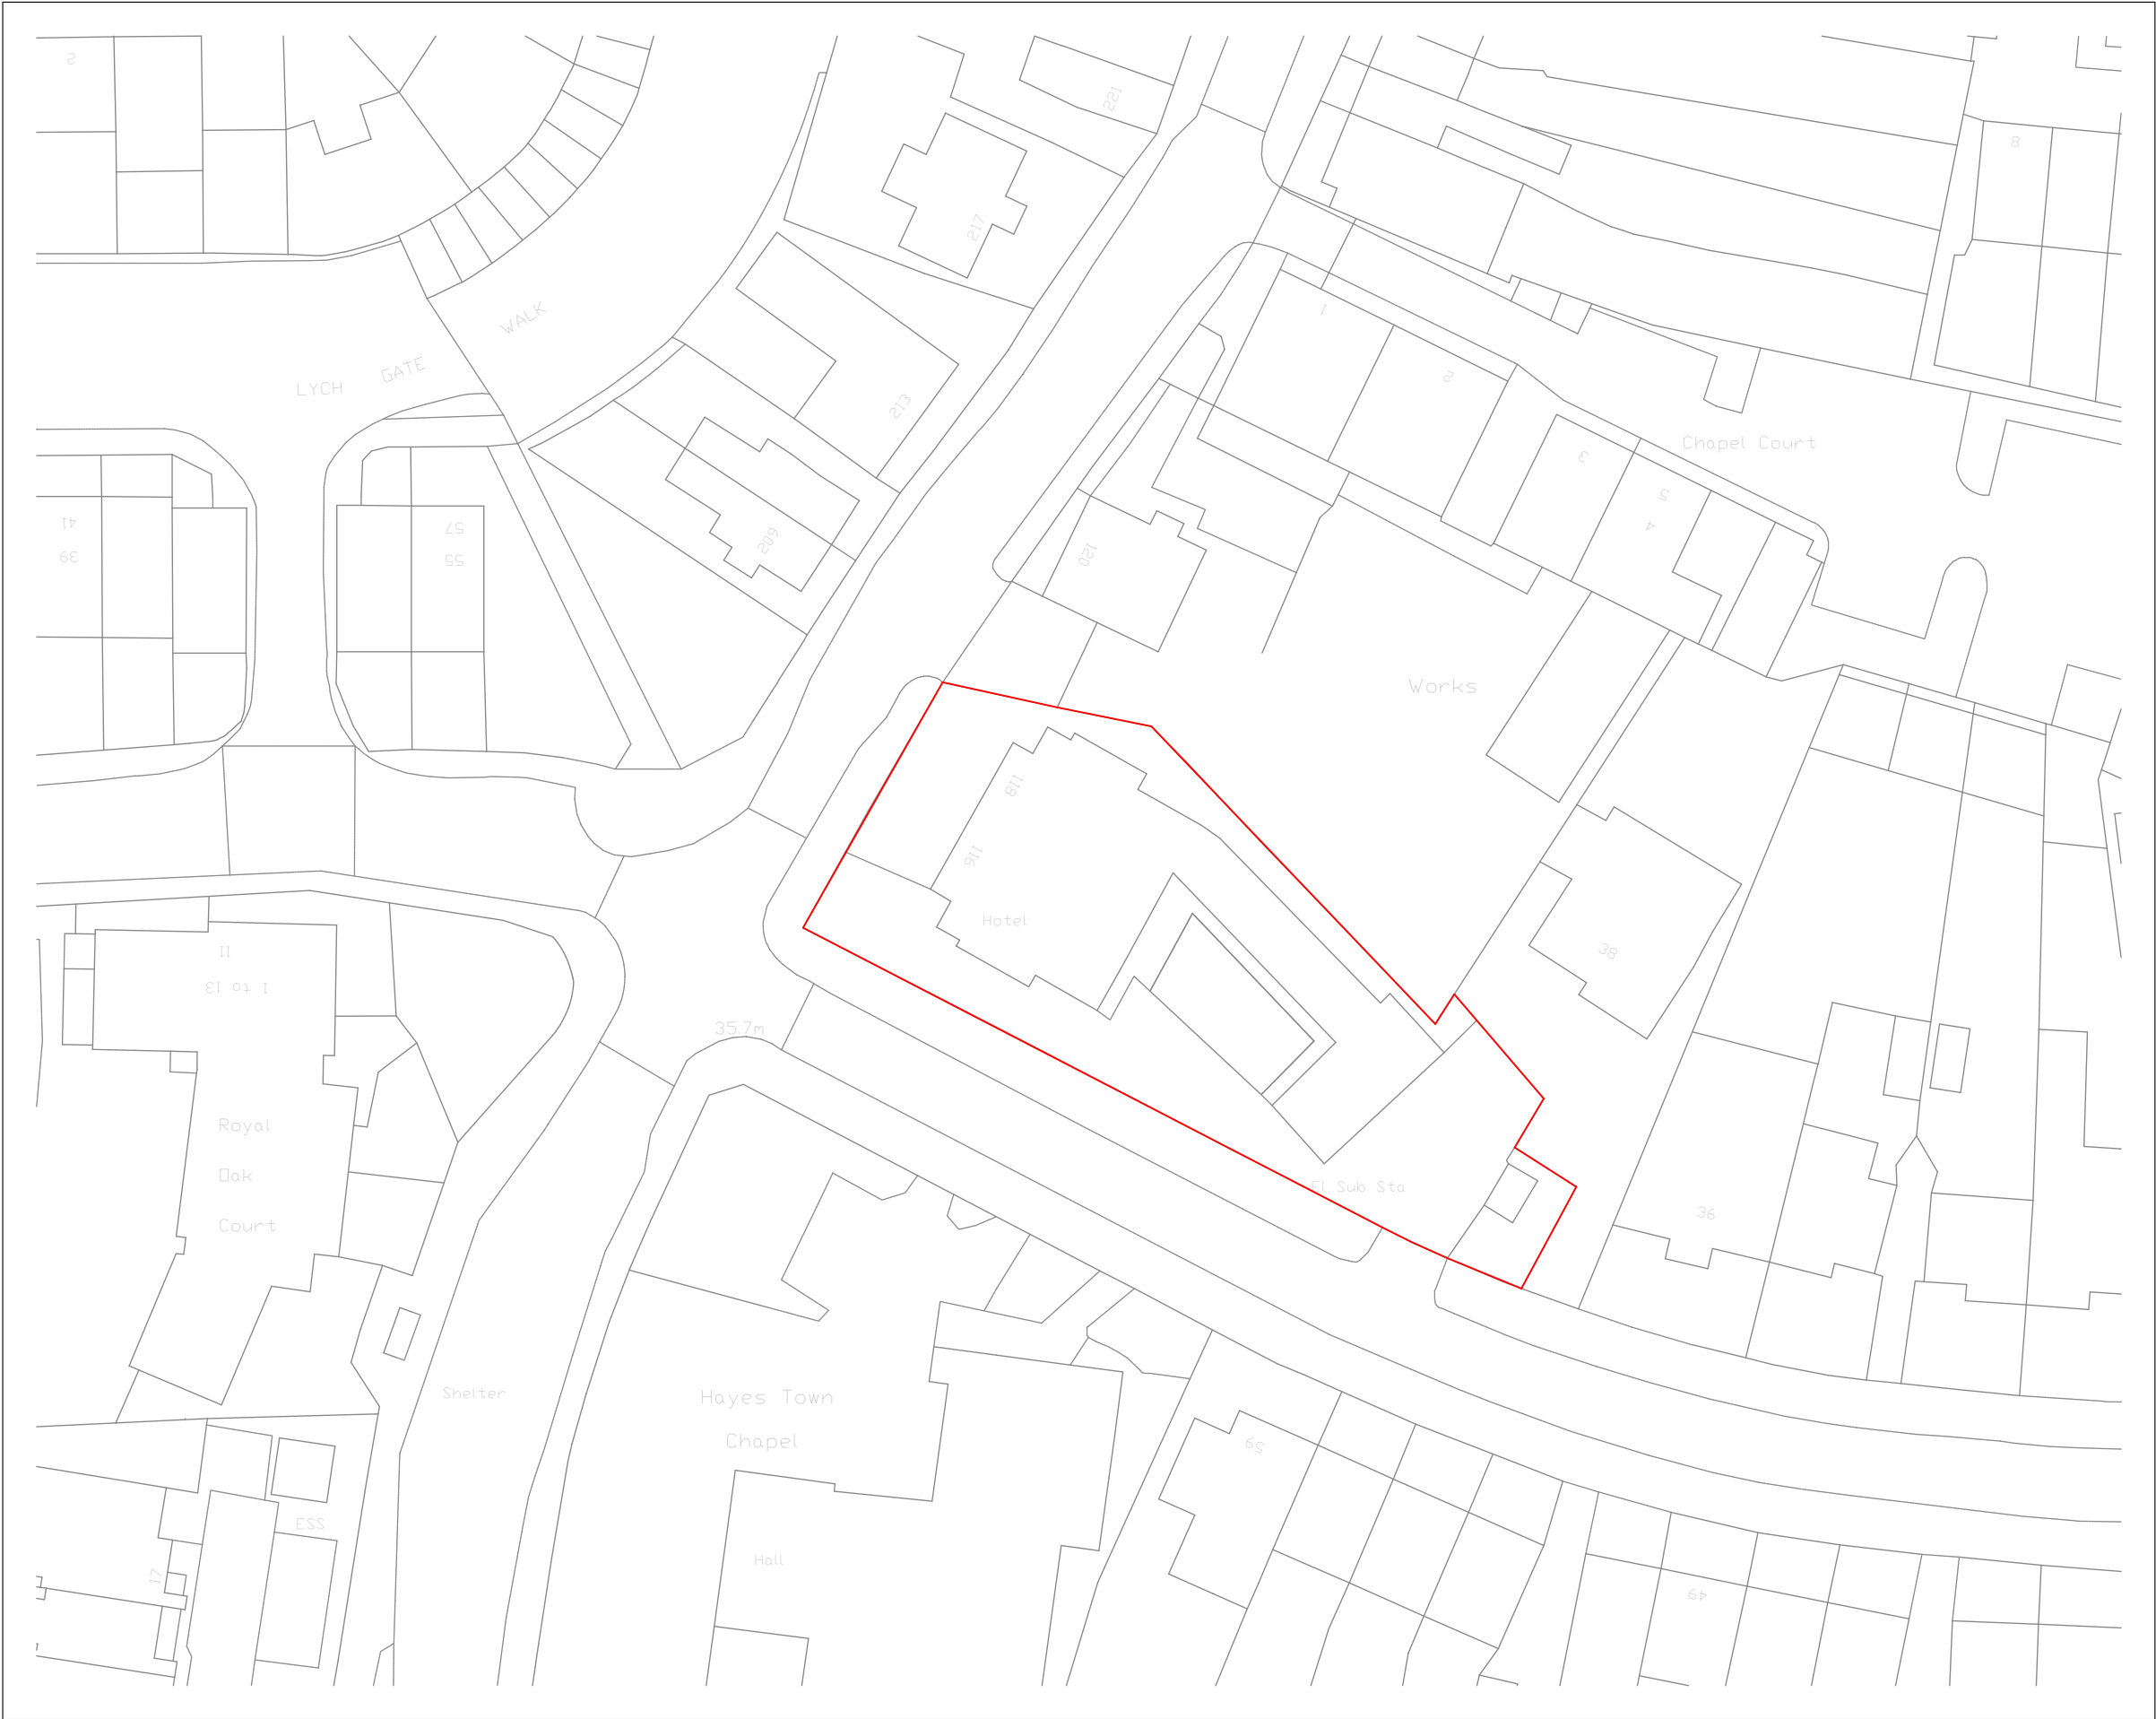 2
221
8
217
1
WALK
GATE
LYCH
2
213
Chapel Court
3
5
4
41
57
39
55
209
120
Works
118
116
Hotel
38
11
1 to 13
35.7m
Royal
Oak
Court
El Sub Sta
36
Shelter
Hayes Town
Chapel
59
ESS
Hall
17
49